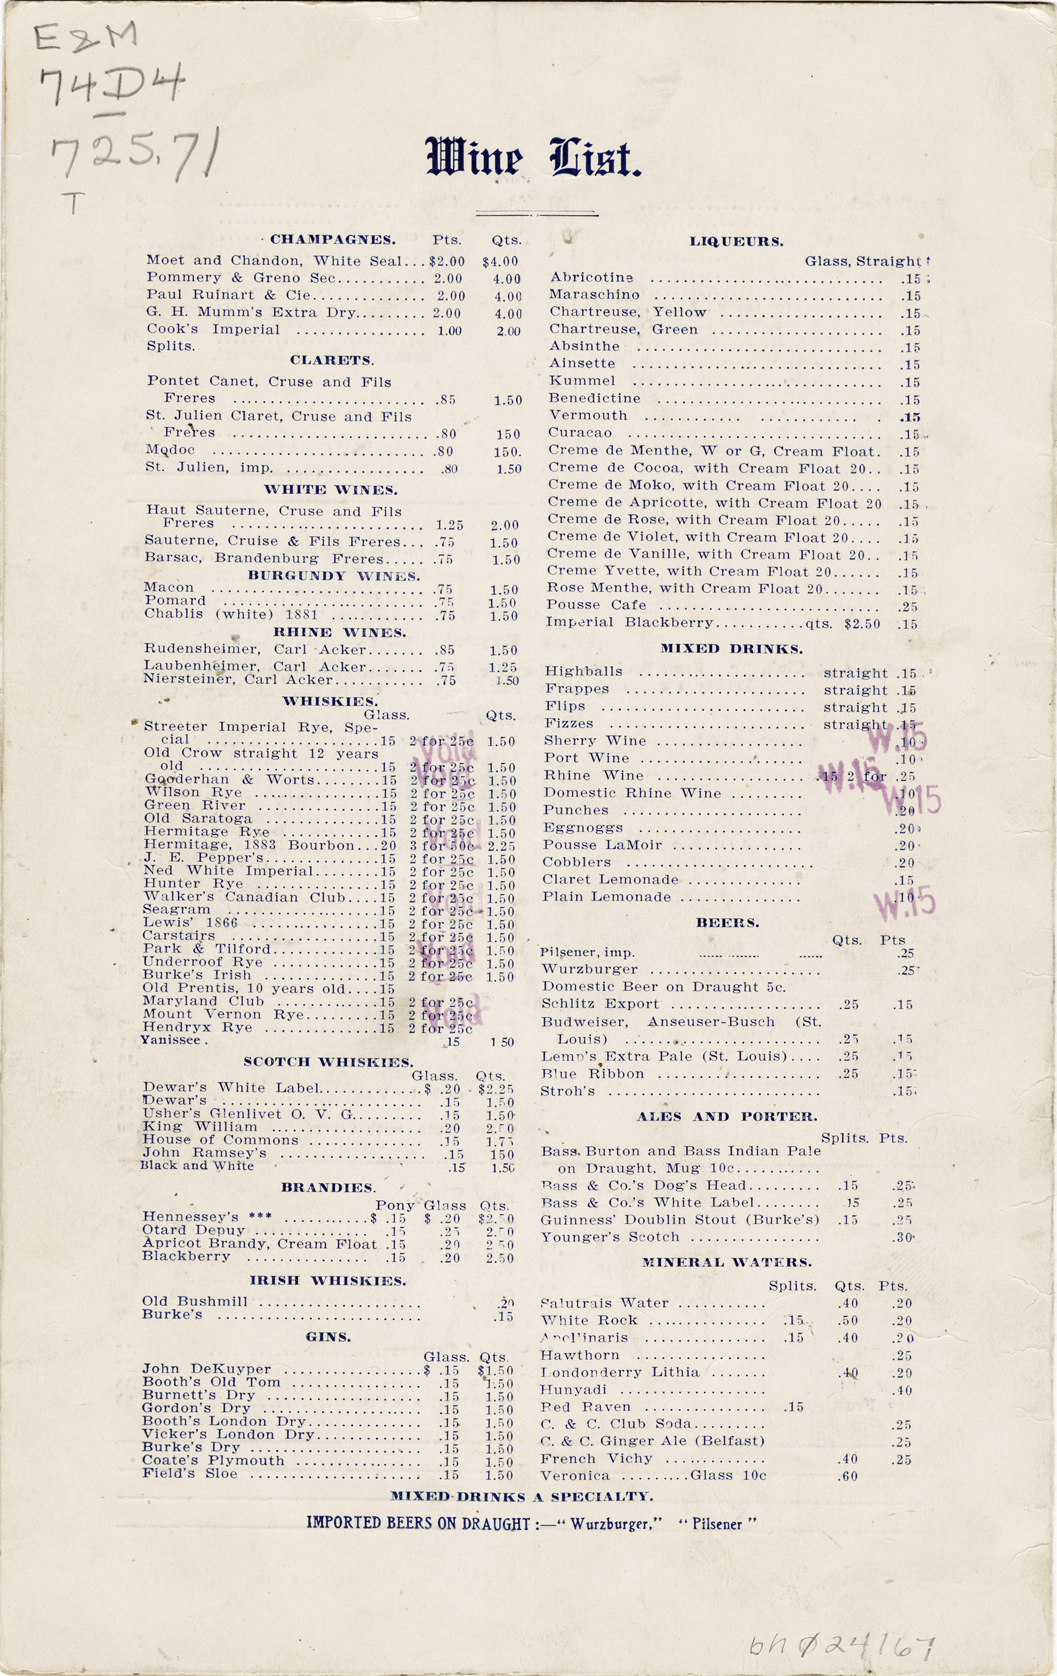 E & M
74D4
725.71
T
Wine List.
CHAMPAGNES. Pts. Qts.
Moet and Chandon, White Seal...$2.00 $4.00
Pommery & Greno Sec............ 2.00 4.00
Paul Ruinart & Cie............... 2.00 4.00
G. H. Mumm's Extra Dry......... 2.00 4.00
Cook's Imperial ................. 1.00 2.00
Splits.
CLARETS.
Pontet Canet, Cruse and Fils
Freres .......................... .85 1.50
St. Julien Claret, Cruse and Fils
Freres .......................... .80 150
Mqdoc ............................ .80 150.
St. Julien, imp. ................... .80 1.50
WHITE WINES.
Haut Sauterne, Cruse and Fils
Freres .......................... 1.25 2.00
Sauterne, Cruise & Fils Freres... .75 1.50
Barsac, Brandenburg Freres..... .75 1.50
BURGUNDY WINES.
Macon ............................ .75 1.50
Pomard ........................... .75 1.50
Chablis (white) 1881 ............ .75 1.50
RHINE WINES.
Rudensheimer, Carl Acker....... .85 1.50
Laubenheimer, Carl Acker....... .75 1.25
Niersteiner, Carl Acker........... .75 1.50
WHISKIES.
Glass. Qts.
Streeter Imperial Rye, Spe-
cial ......................15 2 for 25c 1.50
Old Crow straight 12 years
old .......................15 2 for 25c 1.50
Gooderhan & Worts........15 2 for 25c 1.50
Wilson Rye ................15 2 for 25c 1.50
Green River ...............15 2 for 25c 1.50
Old Saratoga ..............15 2 for 25c 1.50
Hermitage Rye ............15 2 for 25c 1.50
Hermitage, 1883 Bourbon...20 3 for 50c 2.25
J. E. Pepper's..............15 2 for 25c 1.50
Ned White Imperial........15 2 for 25c 1.50
Hunter Rye ................15 2 for 25c 1.50
Walker's Canadian Club....15 2 for 25c 1.50
Seagram ...................15 2 for 25c 1.50
Lewis' 1866 ................15 2 for 25c 1.50
Carstairs ..................15 2 for 25c 1.50
Park & Tilford..............15 2 for 25c 1.50
Underroof Rye .............15 2 for 25c 1.50
Burke's Irish ...............15 2 for 25c 1.50
Old Prentis, 10 years old....15
Maryland Club .............15 2 for 25c
Mount Vernon Rye.........15 2 for 25c
Hendryx Rye ..............15 2 for 25c
Yanissee . .15 1 50
Void
Void
Void
Void
Void
Void
SCOTCH WHISKIES.
Glass. Qts.
Dewar's White Label.............$ .20 $2.25
Dewar's ......................... .15 1.50
Usher's Glenlivet O. V. G......... .15 1.50
King William .................... .20 2.50
House of Commons .............. .15 1.75
John Ramsey's .................. .15 150
Black and White .15 1.50
BRANDIES.
Pony Glass Qts.
Hennessey's *** ...........$ .15 $ .20 $2.50
Otard Depuy .............. .15 .25 2.50
Apricot Brandy, Cream Float .15 .20 2 50
Blackberry ............... .15 .20 2.50
IRISH WHISKIES.
Old Bushmill ..................... .20
Burke's .......................... .15
GINS.
Glass. Qts.
John DeKuyper ..................$ .15 $1.50
Booth's Old Tom ................. .15 1.50
Burnett's Dry .................... .15 1.50
Gordon's Dry .................... .15 1.50
Booth's London Dry.............. .15 1.50
Vicker's London Dry............. .15 1.50
Burke's Dry ...................... .15 1.50
Coate's Plymouth ................ .15 1.50
Field's Sloe ...................... .15 1.50
LIQUEURS.
Glass, Straight
Abricotine ............................ .15
Maraschino ........................... .15
Chartreuse, Yellow ................... .15
Chartreuse, Green .................... .15
Absinthe ............................. .15
Ainsette .............................. .15
Kummel .............................. .15
Benedictine ........................... .15
Vermouth ............ ............ . .15
Curacao .............................. .15
Creme de Menthe, W or G, Cream Float. .15
Creme de Cocoa, with Cream Float 20.. .15
Creme de Moko, with Cream Float 20.... .15
Creme de Apricotte, with Cream Float 20 .15
Creme de Rose, with Cream Float 20..... .15
Creme de Violet, with Cream Float 20.... .15
Creme de Vanille, with Cream Float 20.. .15
Creme Yvette, with Cream Float 20...... .15
Rose Menthe, with Cream Float 20....... .15
Pousse Cafe ........................... .25
Imperial Blackberry...........qts. $2.50 .15
MIXED DRINKS.
Highballs ...................... straight .15
Frappes ........................ straight .15
Flips ........................... straight .15
Fizzes .......................... straight .15
Sherry Wine .................... .10
Port Wine ...................... .10
Rhine Wine ..................... .15 2 for .25
Domestic Rhine Wine .......... .10
Punches ........................ .20
Eggnoggs ...................... .20
Pousse LaMoir .................. .20
Cobblers ........................ .20
Claret Lemonade ............... .15
Plain Lemonade ................ .10
W.15
W.15
W.15
W.15
BEERS.
Qts. Pts
Pilsener, imp. ...... ........ ...... .25
Wurzburger ....................... .25
Domestic Beer on Draught 5c.
Schlitz Export .................... .25 .15
Budweiser, Anseuser-Busch (St.
Louis) .......................... .25 .15
Lemp's Extra Pale (St. Louis).... .25 .15
Blue Ribbon ...................... .25 .15
Stroh's ............................ .15
ALES AND PORTER.
Splits. Pts.
Bass. Burton and Bass Indian Pale
on Draught, Mug 10c...........
Bass & Co.'s Dog's Head......... .15 .25
Bass & Co.'s White Label........ .15 .25
Guinness' Doublin Stout (Burke's) .15 .25
Younger's Scotch ................. .30
MINERAL WATERS.
Splits. Qts. Pts.
Salutrais Water ........... .40 .20
White Rock ............... .15 .50 .20
Apollinaris ................ .15 .40 .20
Hawthorn ................. .25
Londonderry Lithia ....... .40 .20
Hunyadi ................... .40
Red Raven ................ .15
C. & C. Club Soda......... .25
C. & C. Ginger Ale (Belfast) .25
French Vichy ............. .40 .25
Veronica .........Glass 10c .60
MIXED DRINKS A SPECIALTY.
IMPORTED BEERS ON DRAUGHT :—“ Wurzburger,” “ Pilsener ”